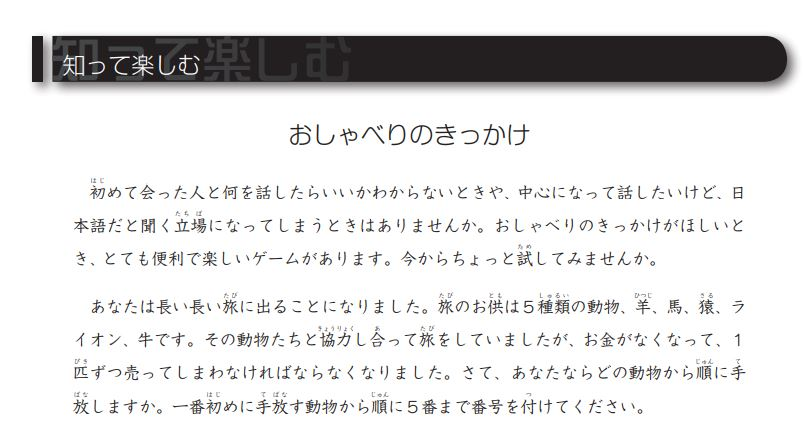 知って楽しむ
おしゃべりのきっかけ
初めて会った人と何を話したらいいかわからないときや、中心になって話したいけど、日
本語だと聞く立場になってしまうときはありませんか。おしゃべりのきっかけがほしいと
き、とても便利で楽しいゲームがあります。今からちょっと試してみませんか。
あなたは長い長い旅に出ることになりました。旅のお供は５種類の動物、羊、馬、猿、ラ
イオン、牛です。その動物たちと協力し合って旅をしていましたが、お金がなくなって、１
匹ずつ売ってしまわなければならなくなりました。さて、あなたならどの動物から順に手
放しますか。一番初めに手放す動物から順に５番まで番号を付けてください。